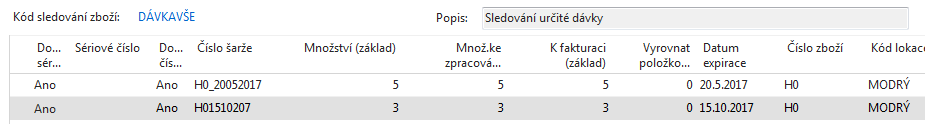 Kód sledování zboží: DÁVKAVŠE Popis: Sledování určité dávky
Do... Sériové číslo Do... Číslo šarže Množství (základ) Množ.ke K fakturaci Vyrovnat Datum Číslo zboží Kód lokace
sér... čís... zpracová... (základ) položko... expirace
Ano Ano H0_20052017 5 5 5 0 20.5.2017 H0 MODRÝ
Ano Ano H01510207 3 3 3 0 15.10.2017 H0 MODRÝ